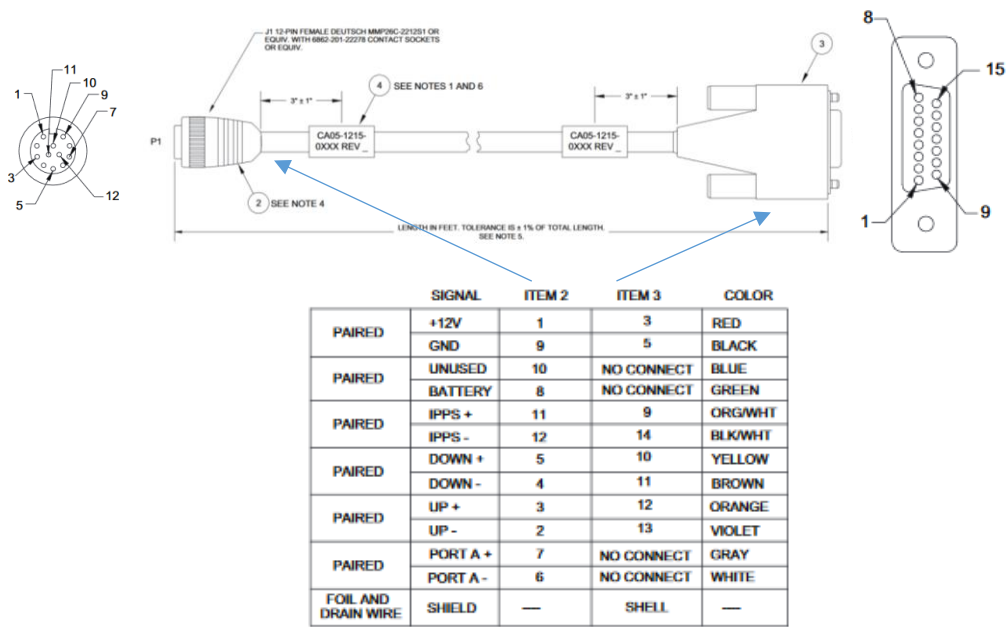 J1 12-PIN FEMALE DEUTSCH MMP26C-2212S1 OR
EQUIV. WITH 6862-201-22278 CONTACT SOCKETS
OR EQUIV.
11
1
10
9
7
3
12
5
P1
3" ± 1"
4
SEE NOTES 1 AND 6
CA05-1215-
0XXX REV _
3" ± 1"
CA05-1215-
0XXX REV _
3
2
SEE NOTE 4
LENGTH IN FEET. TOLERANCE IS ± 1% OF TOTAL LENGTH.
SEE NOTE 5.
8
15
1
9
SIGNAL ITEM 2 ITEM 3 COLOR
PAIRED
+12V 1 3 RED
GND 9 5 BLACK
PAIRED
UNUSED 10 NO CONNECT BLUE
BATTERY 8 NO CONNECT GREEN
PAIRED
IPPS + 11 9 ORG/WHT
IPPS - 12 14 BLK/WHT
PAIRED
DOWN + 5 10 YELLOW
DOWN - 4 11 BROWN
PAIRED
UP + 3 12 ORANGE
UP - 2 13 VIOLET
PAIRED
PORT A + 7 NO CONNECT GRAY
PORT A - 6 NO CONNECT WHITE
FOIL AND
DRAIN WIRE
SHIELD — SHELL —